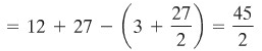 = 12 + 27 - (3 + 27/2) = 45/2